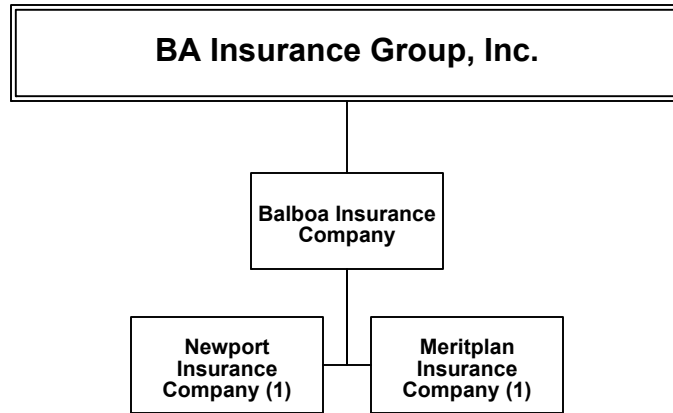 BA Insurance Group, Inc.
Balboa Insurance
Company
Newport
Insurance
Company (1)
Meritplan
Insurance
Company (1)